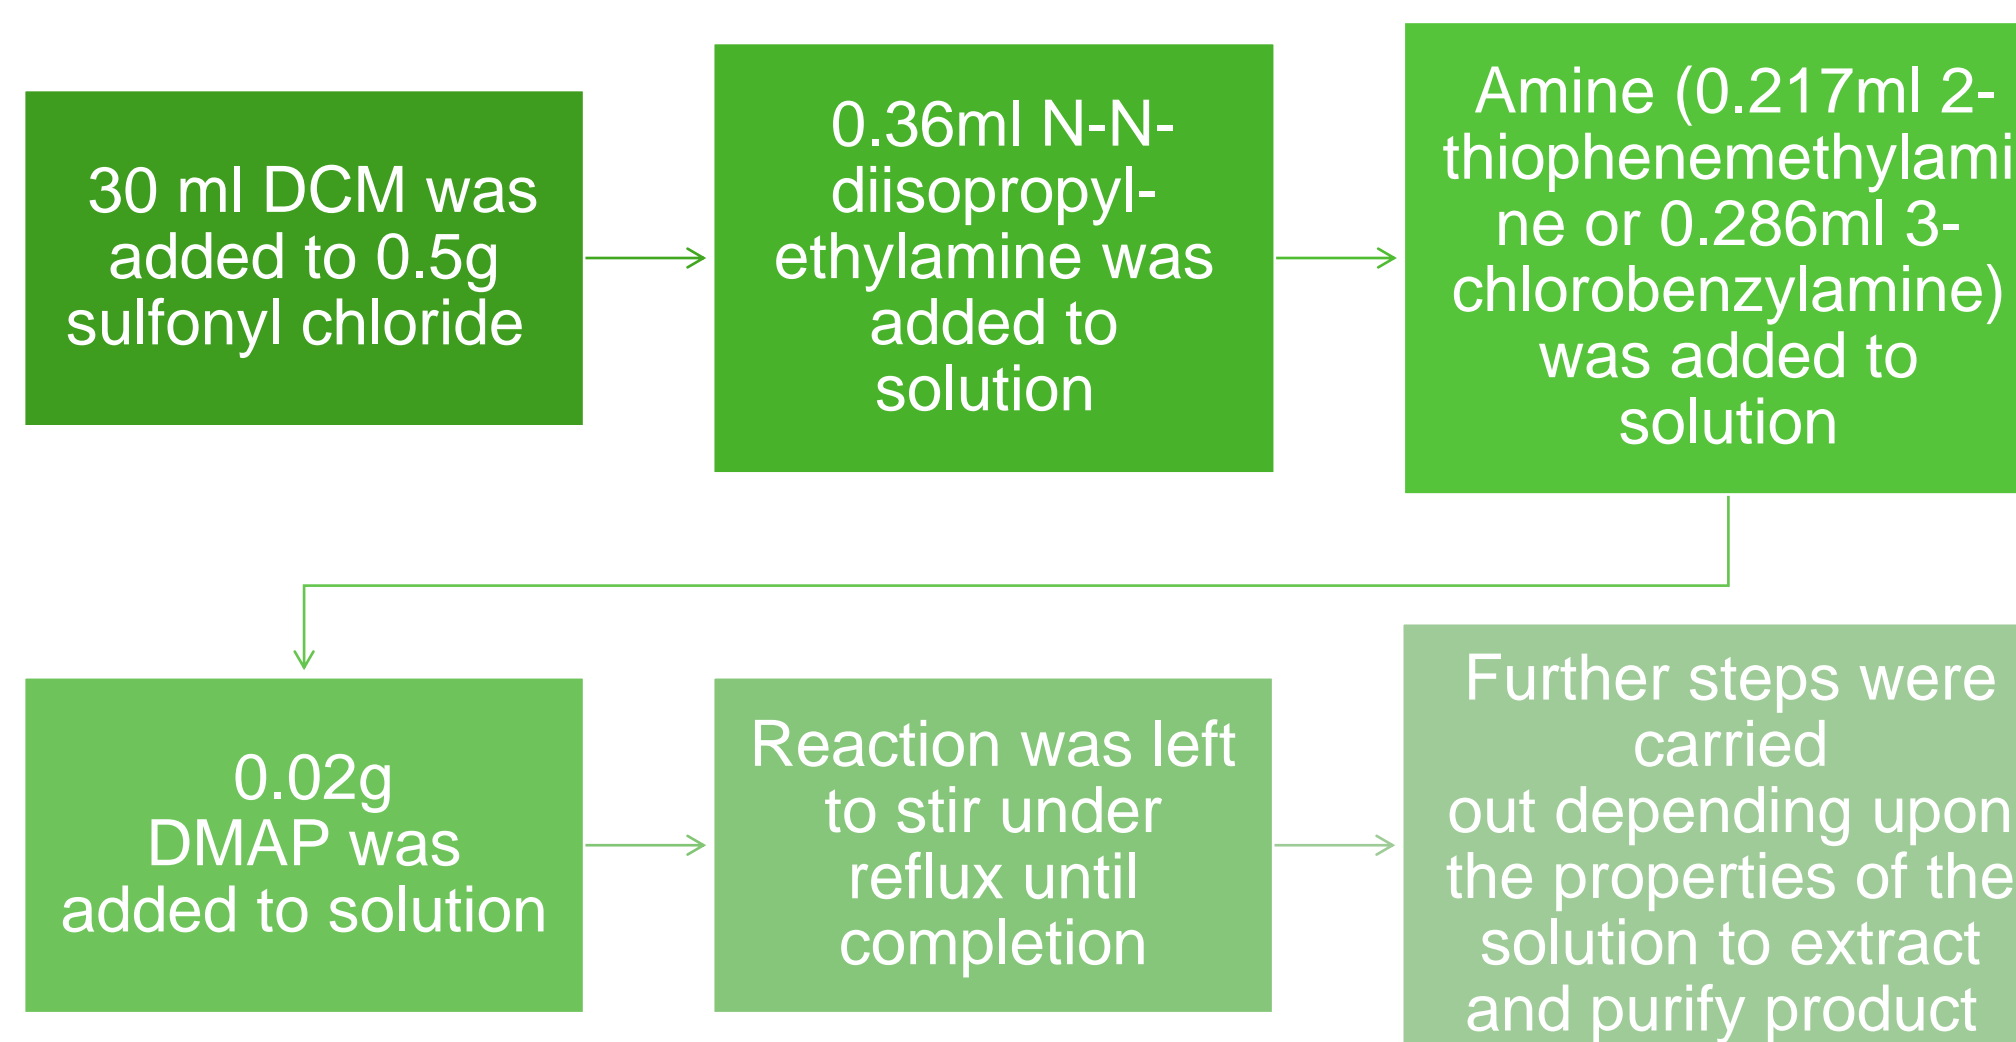 30 ml DCM was
added to 0.5g
sulfonyl chloride
0.36ml N-N-
diisopropyl-
ethylamine was
added to
solution
Amine (0.217ml 2-
thiophenemethylami
ne or 0.286ml 3-
chlorobenzylamine)
was added to
solution
0.02g
DMAP was
added to solution
Reaction was left
to stir under
reflux until
completion
Further steps were
carried
out depending upon
the properties of the
solution to extract
and purify product